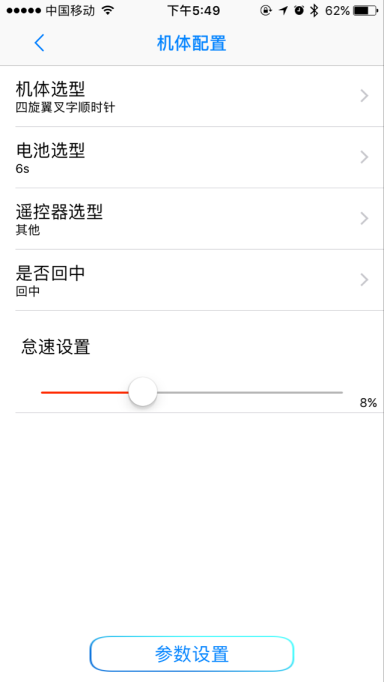 中国移动 下午5:49 62%
机体配置
机体选型
四旋翼叉字顺时针
电池选型
6s
遥控器选型
其他
是否回中
回中
怠速设置
8%
参数设置